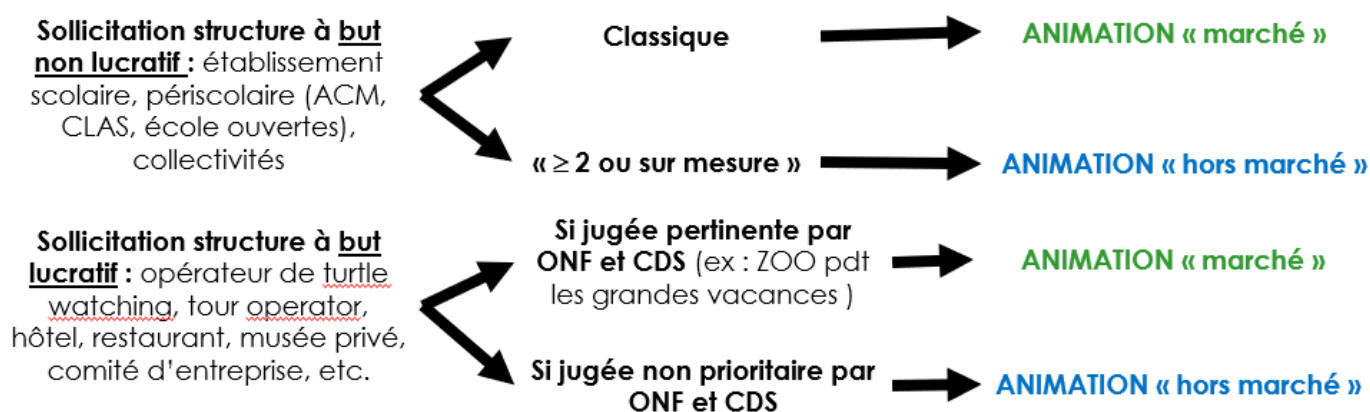 Sollicitation structure à but
non lucratif : établissement
scolaire, périscolaire (ACM,
CLAS, école ouvertes),
collectivités
Classique
ANIMATION « marché »
« ≥ 2 ou sur mesure »
ANIMATION « hors marché »
Sollicitation structure à but
lucratif : opérateur de turtle
watching, tour operator,
hôtel, restaurant, musée privé,
comité d'entreprise, etc.
Si jugée pertinente par
ONF et CDS (ex : ZOO pdt
les grandes vacances )
ANIMATION « marché »
Si jugée non prioritaire par
ONF et CDS
ANIMATION « hors marché »